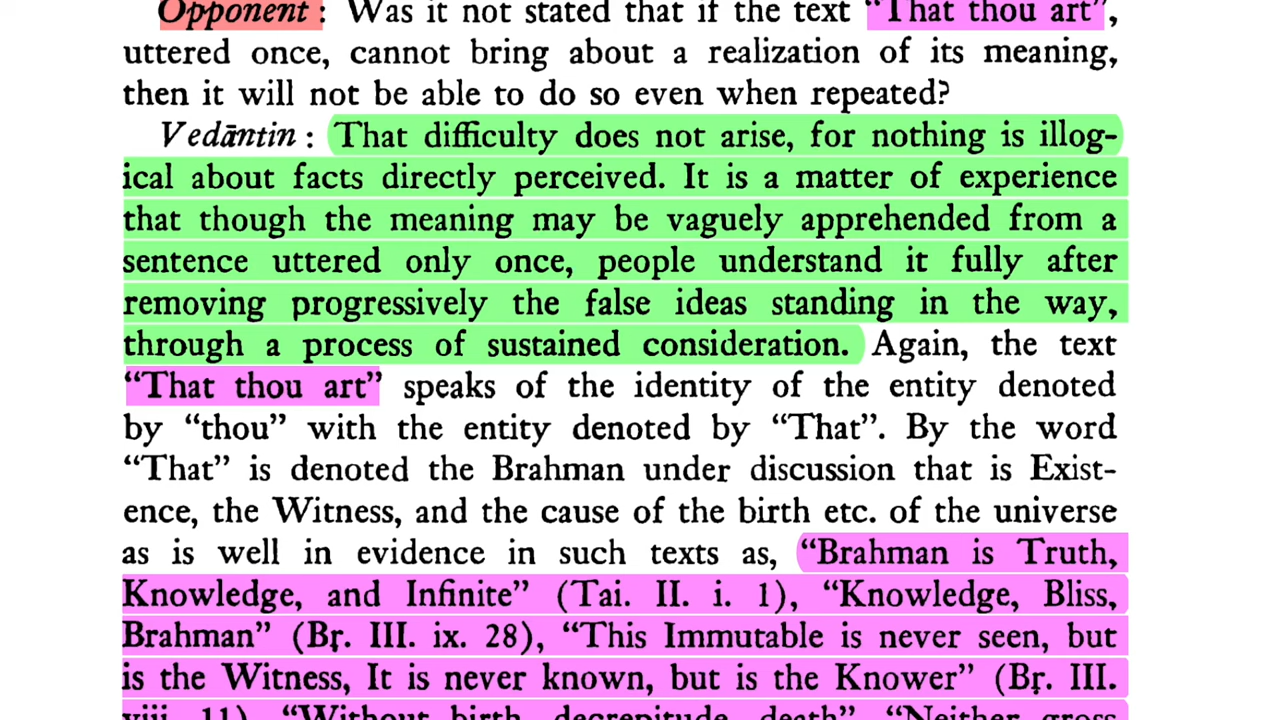 Opponent : Was it not stated that if the text “That thou art”,
uttered once, cannot bring about a realization of its meaning,
then it will not be able to do so even when repeated?
Vedāntin : That difficulty does not arise, for nothing is illog-
ical about facts directly perceived. It is a matter of experience
that though the meaning may be vaguely apprehended from a
sentence uttered only once, people understand it fully after
removing progressively the false ideas standing in the way,
through a process of sustained consideration. Again, the text
“That thou art” speaks of the identity of the entity denoted
by “thou” with the entity denoted by “That”. By the word
“That” is denoted the Brahman under discussion that is Exist-
ence, the Witness, and the cause of the birth etc. of the universe
as is well in evidence in such texts as, “Brahman is Truth,
Knowledge, and Infinite” (Tai. II. i. 1), “Knowledge, Bliss,
Brahman” (Bṛ. III. ix. 28), “This Immutable is never seen, but
is the Witness, It is never known, but is the Knower” (Bṛ. III.
viii. 11), “Without birth, decrepitude, death”, “Neither gross